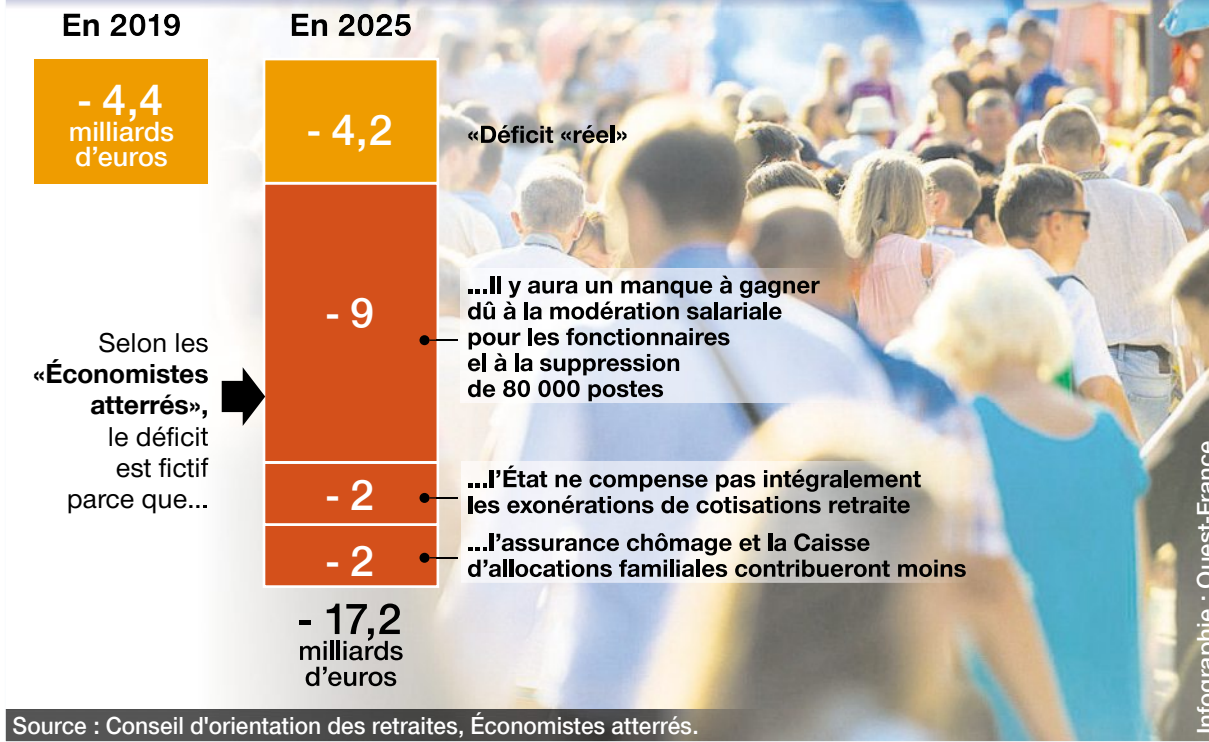 En 2019
En 2025
- 4,4
milliards
d'euros
- 4,2
«Déficit «réel»
Selon les
«Économistes
atterrés»,
le déficit
est fictif
parce que...
- 9
...Il y aura un manque à gagner
dû à la modération salariale
pour les fonctionnaires
el à la suppression
de 80 000 postes
- 2
...l'État ne compense pas intégralement
les exonérations de cotisations retraite
- 2
...l'assurance chômage et la Caisse
d'allocations familiales contribueront moins
- 17,2
milliards
d'euros
Source : Conseil d'orientation des retraites, Économistes atterrés.
Infographie : Ouest-France